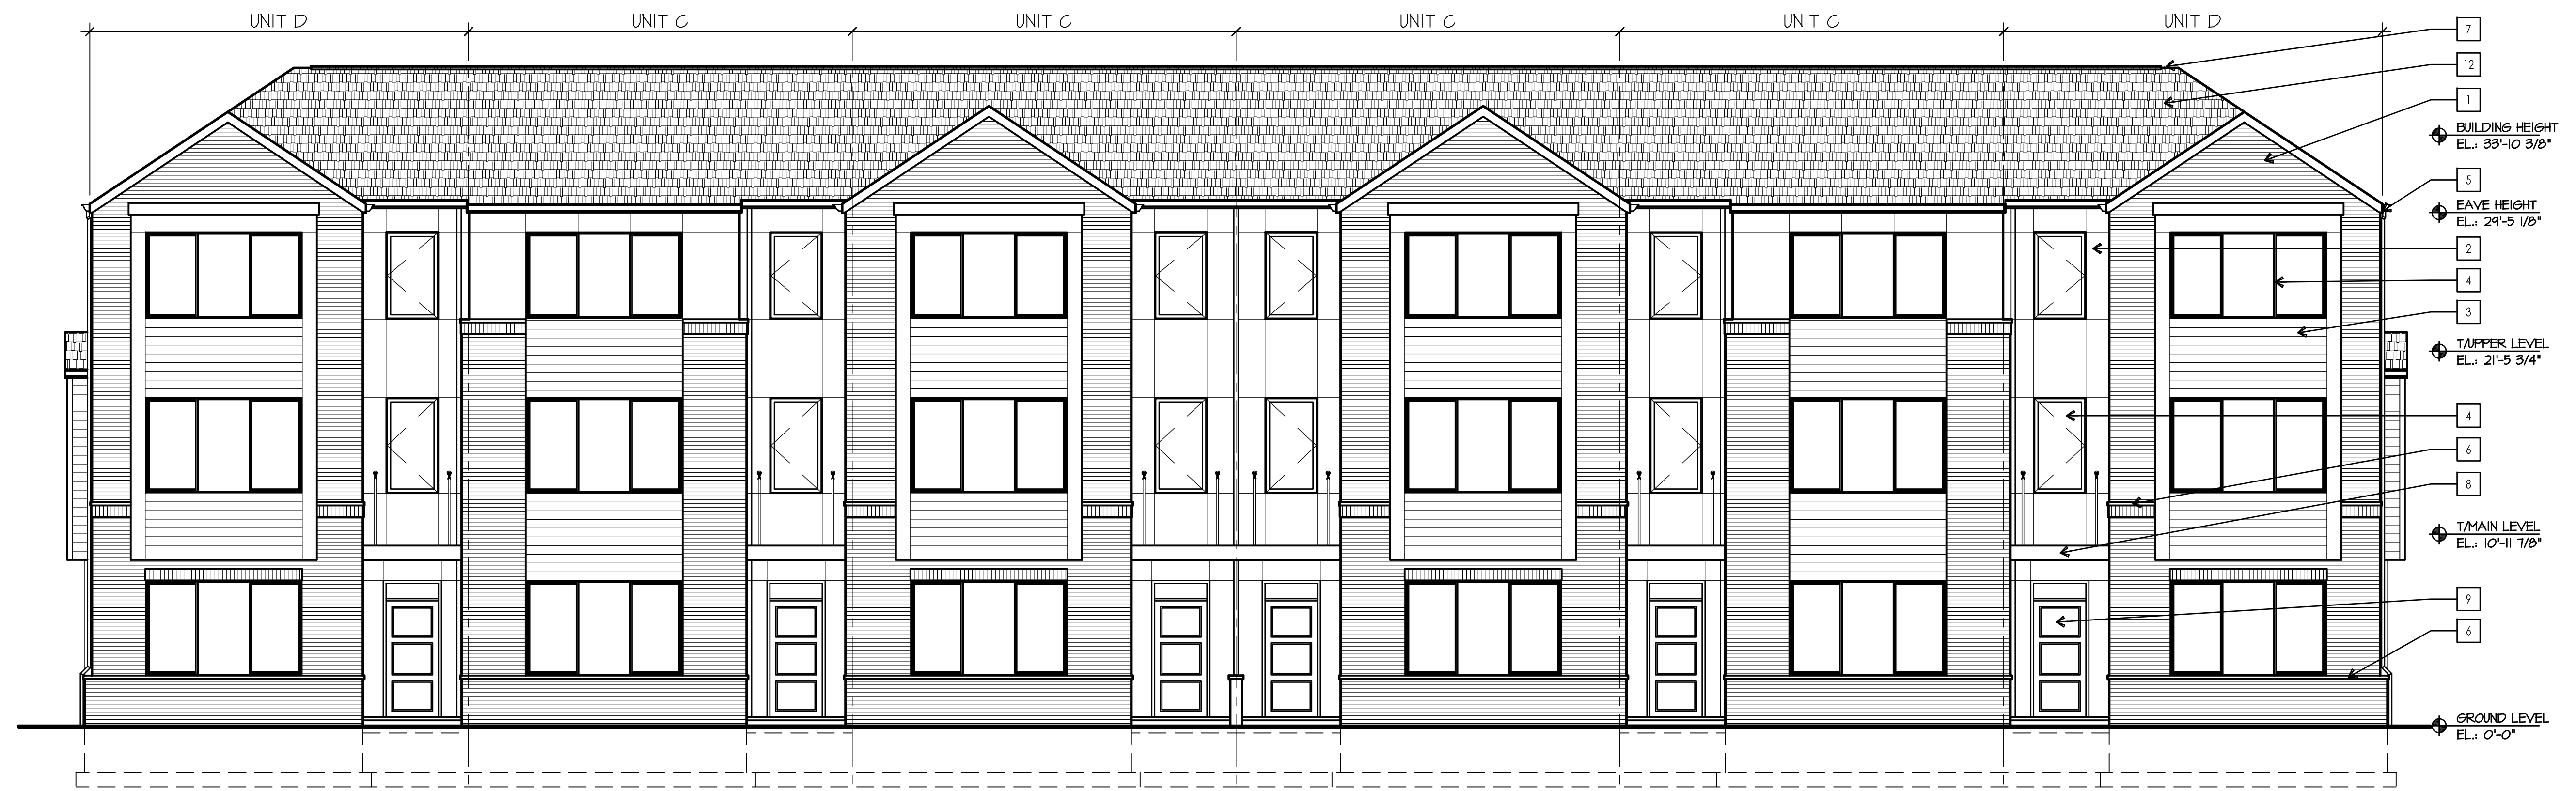 UNIT D
UNIT C
UNIT C
UNIT C
UNIT C
UNIT D
7
12
1
BUILDING HEIGHT
EL.: 33'-10 3/8"
5
EAVE HEIGHT
EL.: 29'-5 1/8"
2
4
3
T/UPPER LEVEL
EL.: 21'-5 3/4"
4
6
8
T/MAIN LEVEL
EL.: 10'-11 7/8"
9
6
GROUND LEVEL
EL.: 0'-0"